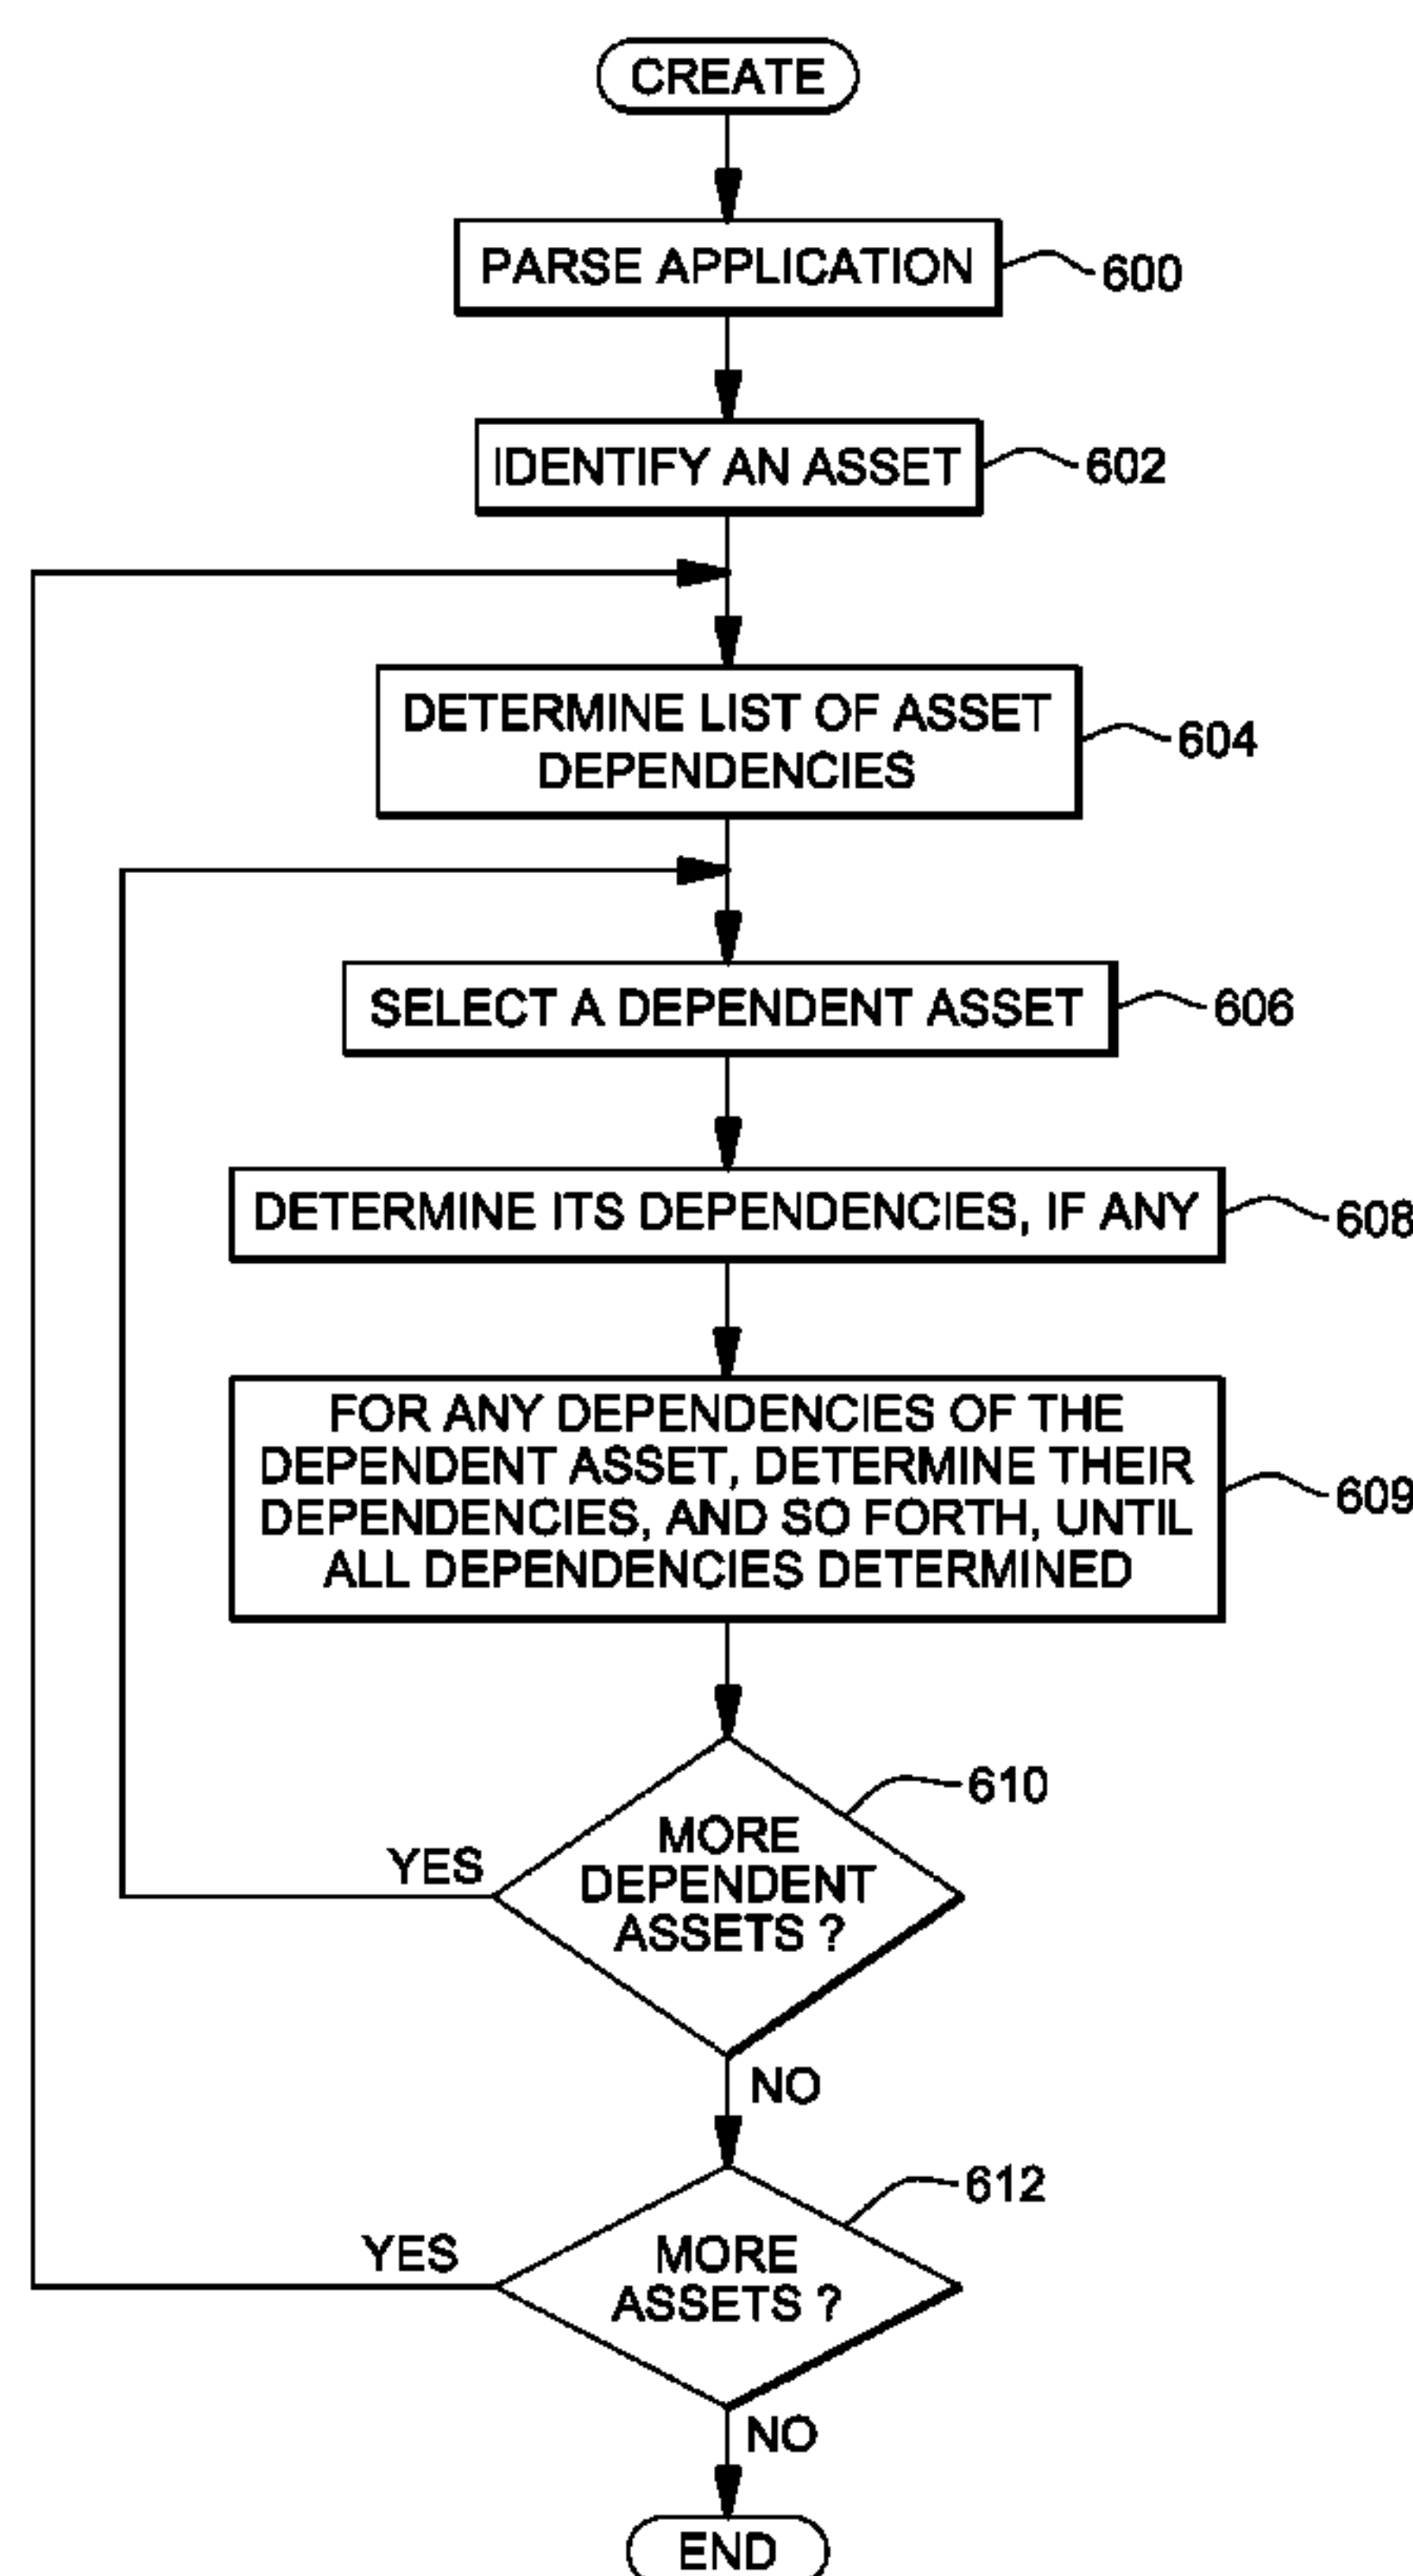 CREATE
PARSE APPLICATION
600
IDENTIFY AN ASSET
602
DETERMINE LIST OF ASSET
DEPENDENCIES
604
SELECT A DEPENDENT ASSET
606
DETERMINE ITS DEPENDENCIES, IF ANY
608
FOR ANY DEPENDENCIES OF THE
DEPENDENT ASSET, DETERMINE THEIR
DEPENDENCIES, AND SO FORTH, UNTIL
ALL DEPENDENCIES DETERMINED
609
610
MORE
DEPENDENT
ASSETS ?
YES
NO
612
MORE
ASSETS ?
YES
NO
END